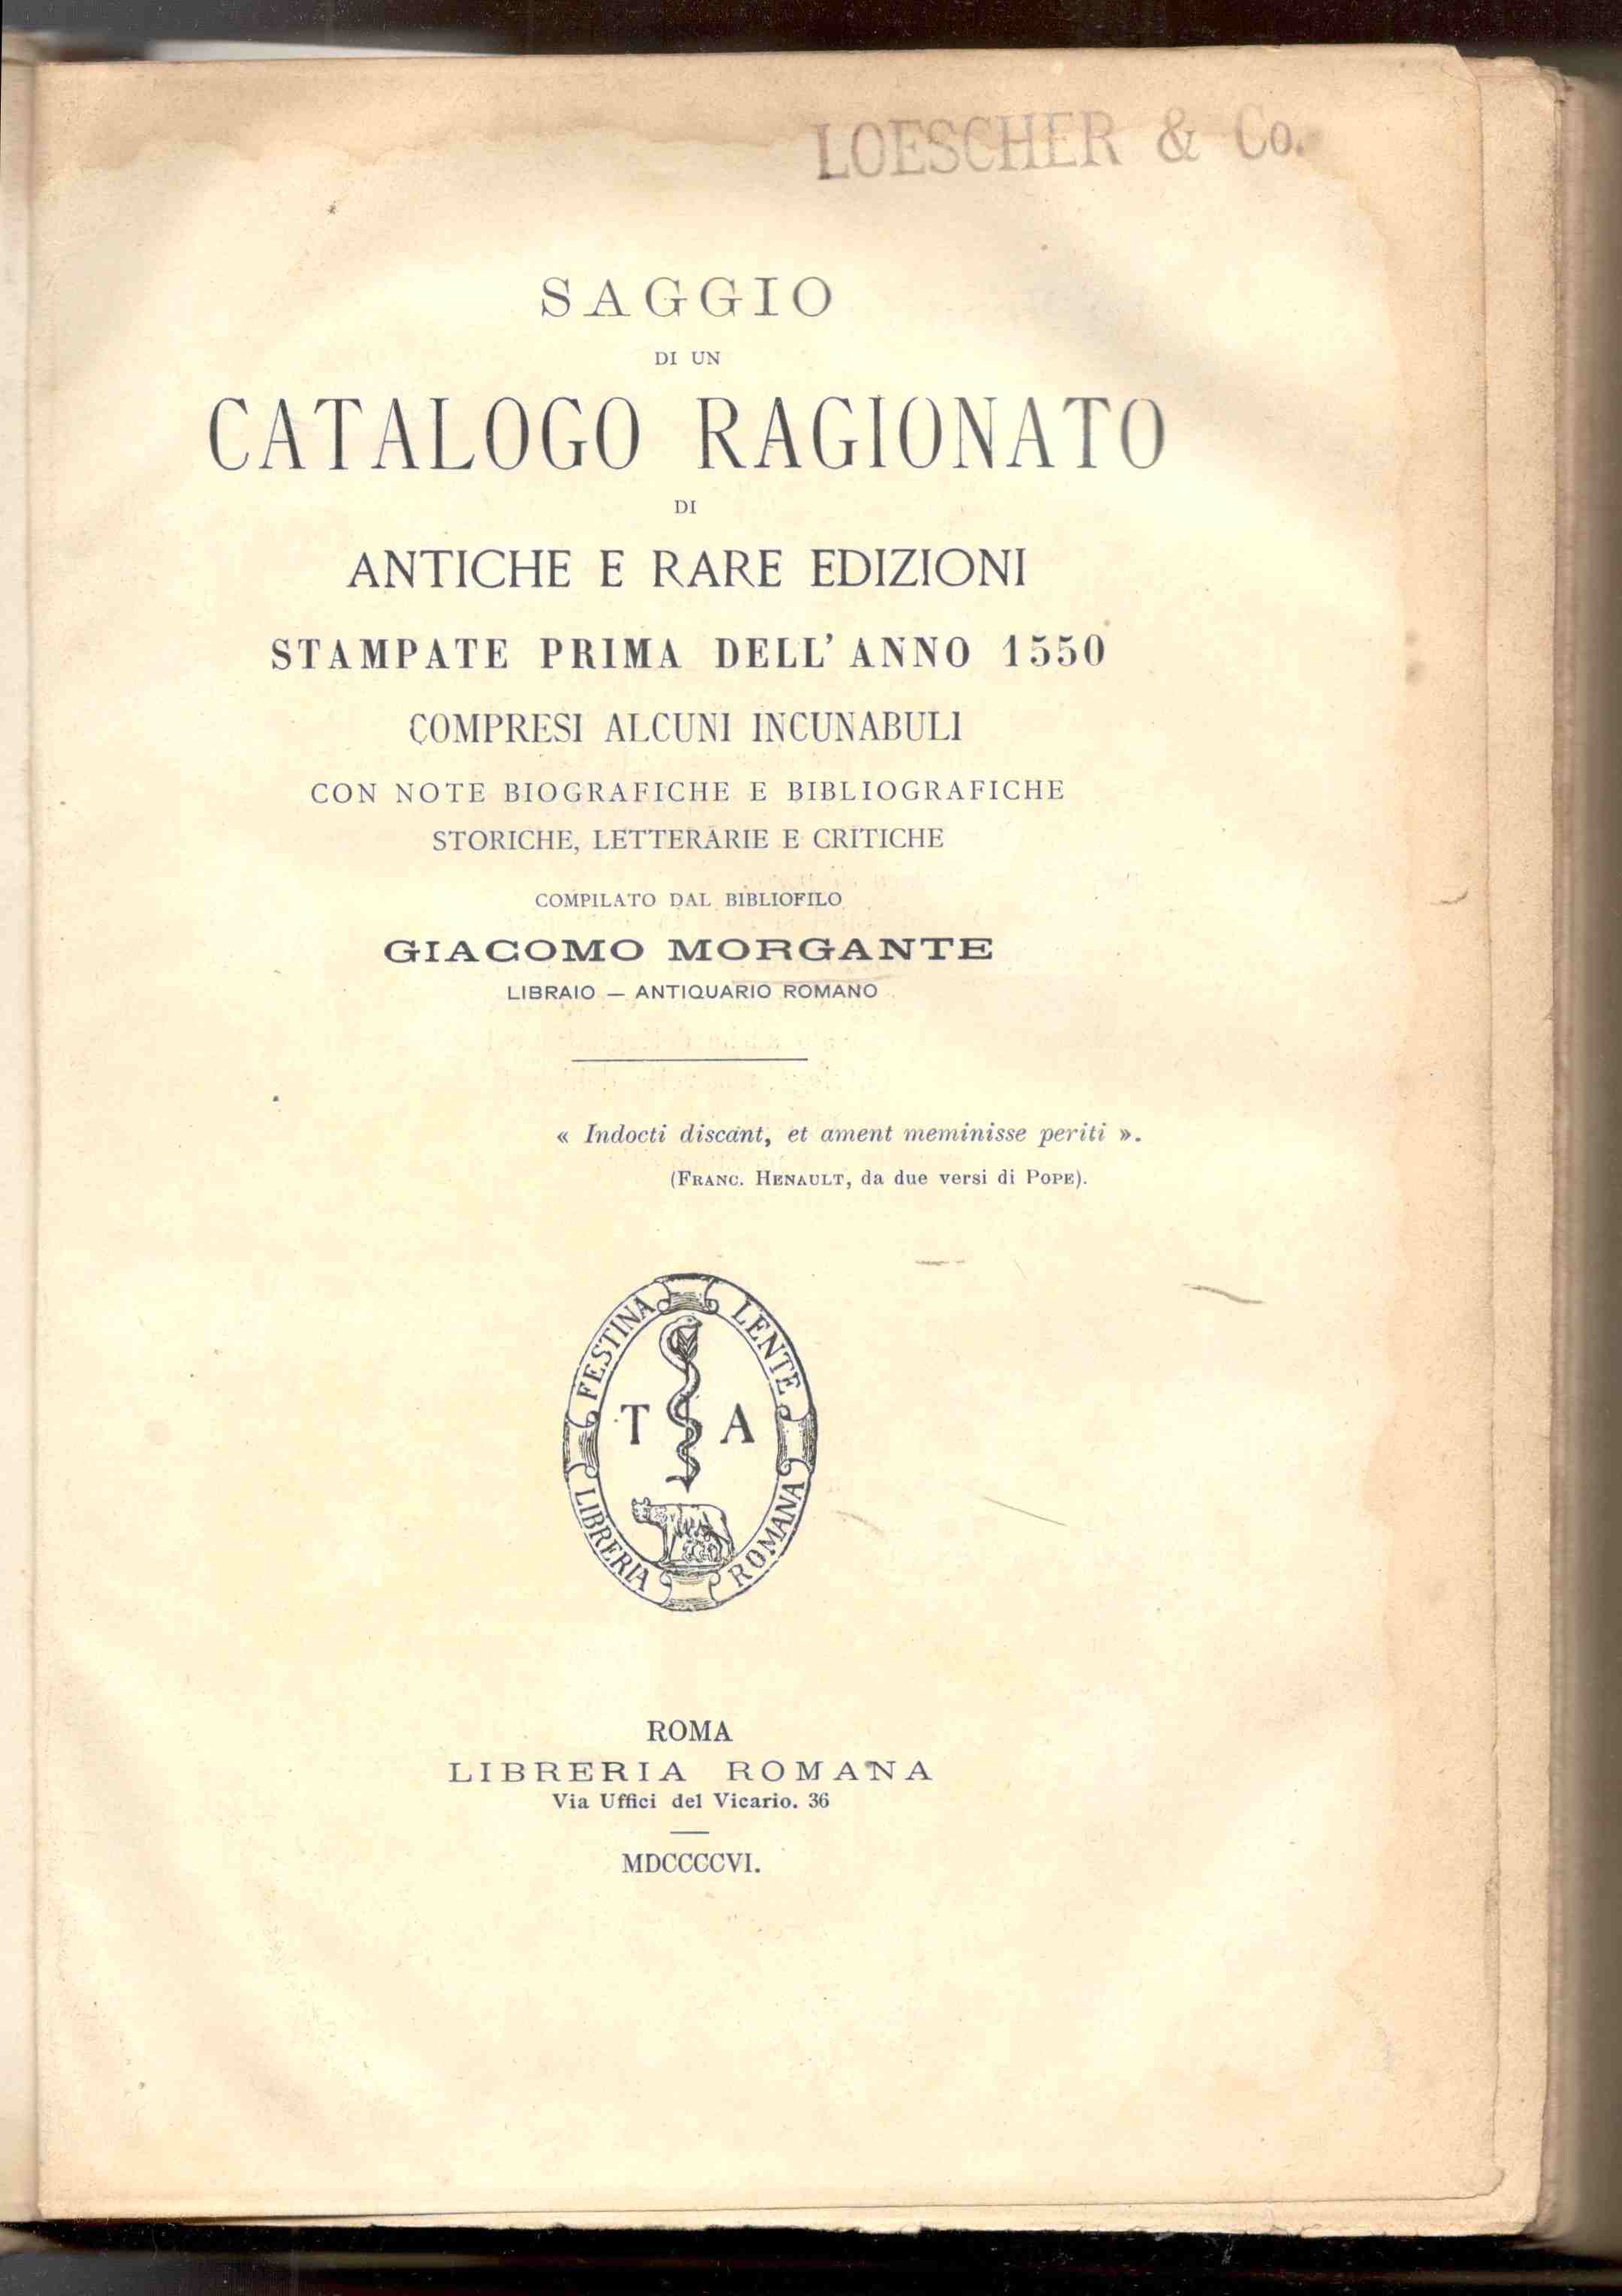 LOESCHER & Co.
SAGGIO
DI UN
CATALOGO RAGIONATO
DI
ANTICHE E RARE EDIZIONI
STAMPATE PRIMA DELL' ANNO 1550
COMPRESI ALCUNI INCUNABULI
CON NOTE BIOGRAFICHE E BIBLIOGRAFICHE
STORICHE, LETTERARIE E CRITICHE
COMPILATO DAL BIBLIOFILO
GIACOMO MORGANTE
LIBRAIO — ANTIQUARIO ROMANO
« Indocti discant, et ament meminisse periti ».
(FRANC. HENAULT, da due versi di POPE).
FESTINA LENTE
T A
LIBRERIA ROMANA
ROMA
LIBRERIA ROMANA
Via Uffici del Vicario. 36
MDCCCCVI.